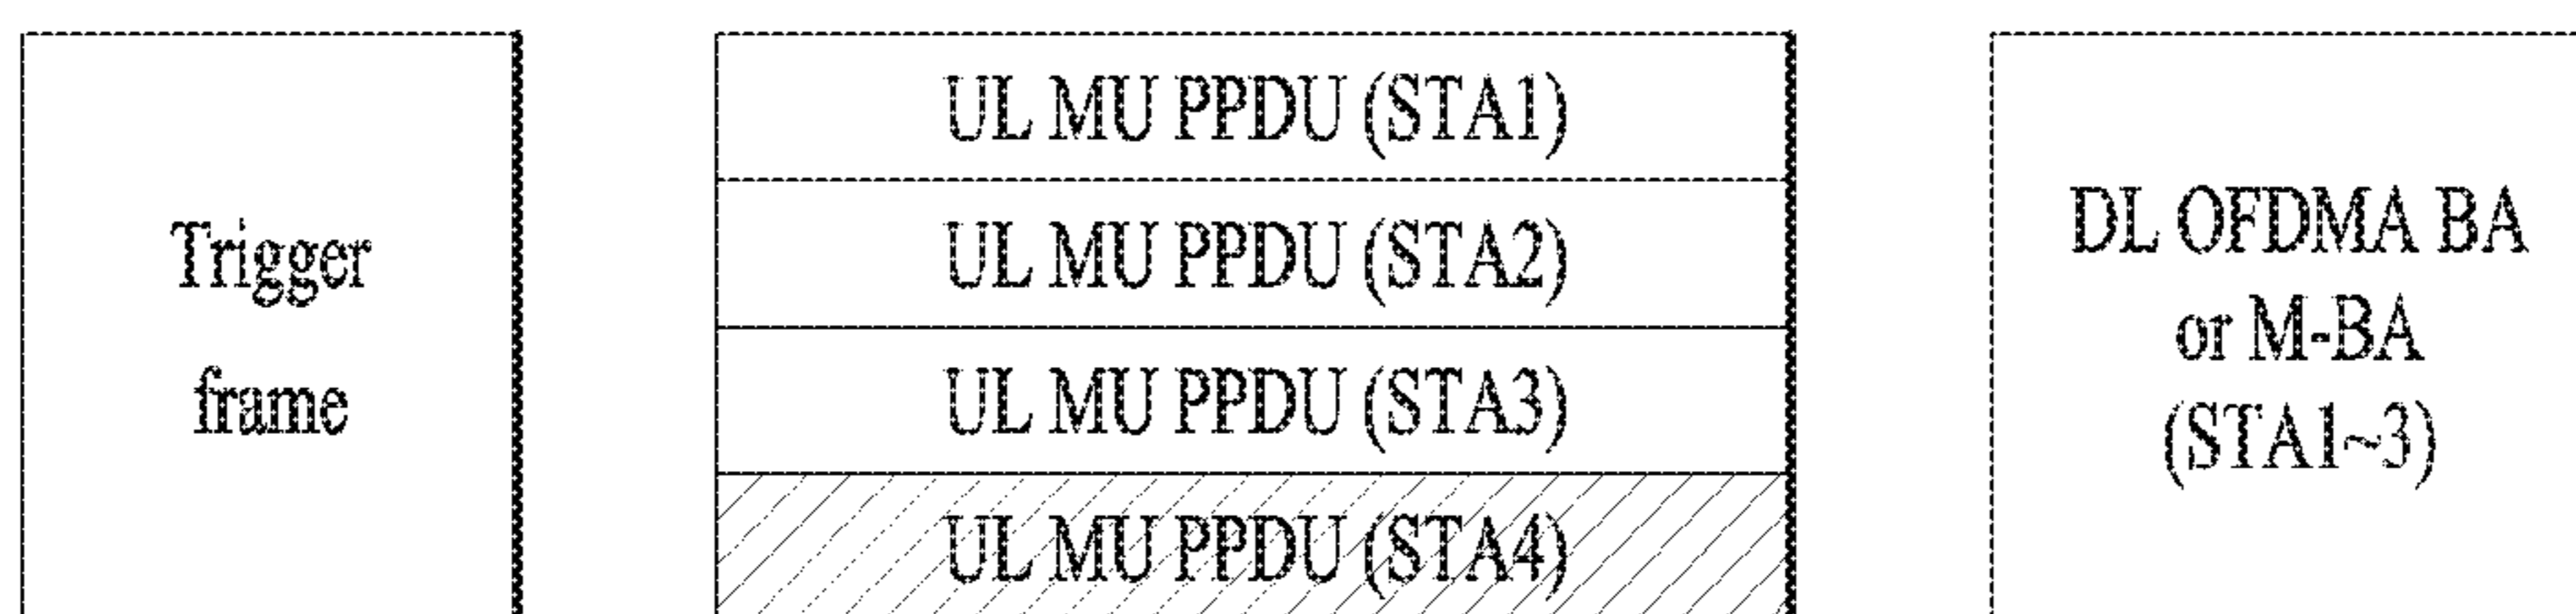 Trigger
frame
UL MU PPDU (STA1)
UL MU PPDU (STA2)
UL MU PPDU (STA3)
UL MU PPDU (STA4)
DL OFDMA BA
or M-BA
(STA1~3)